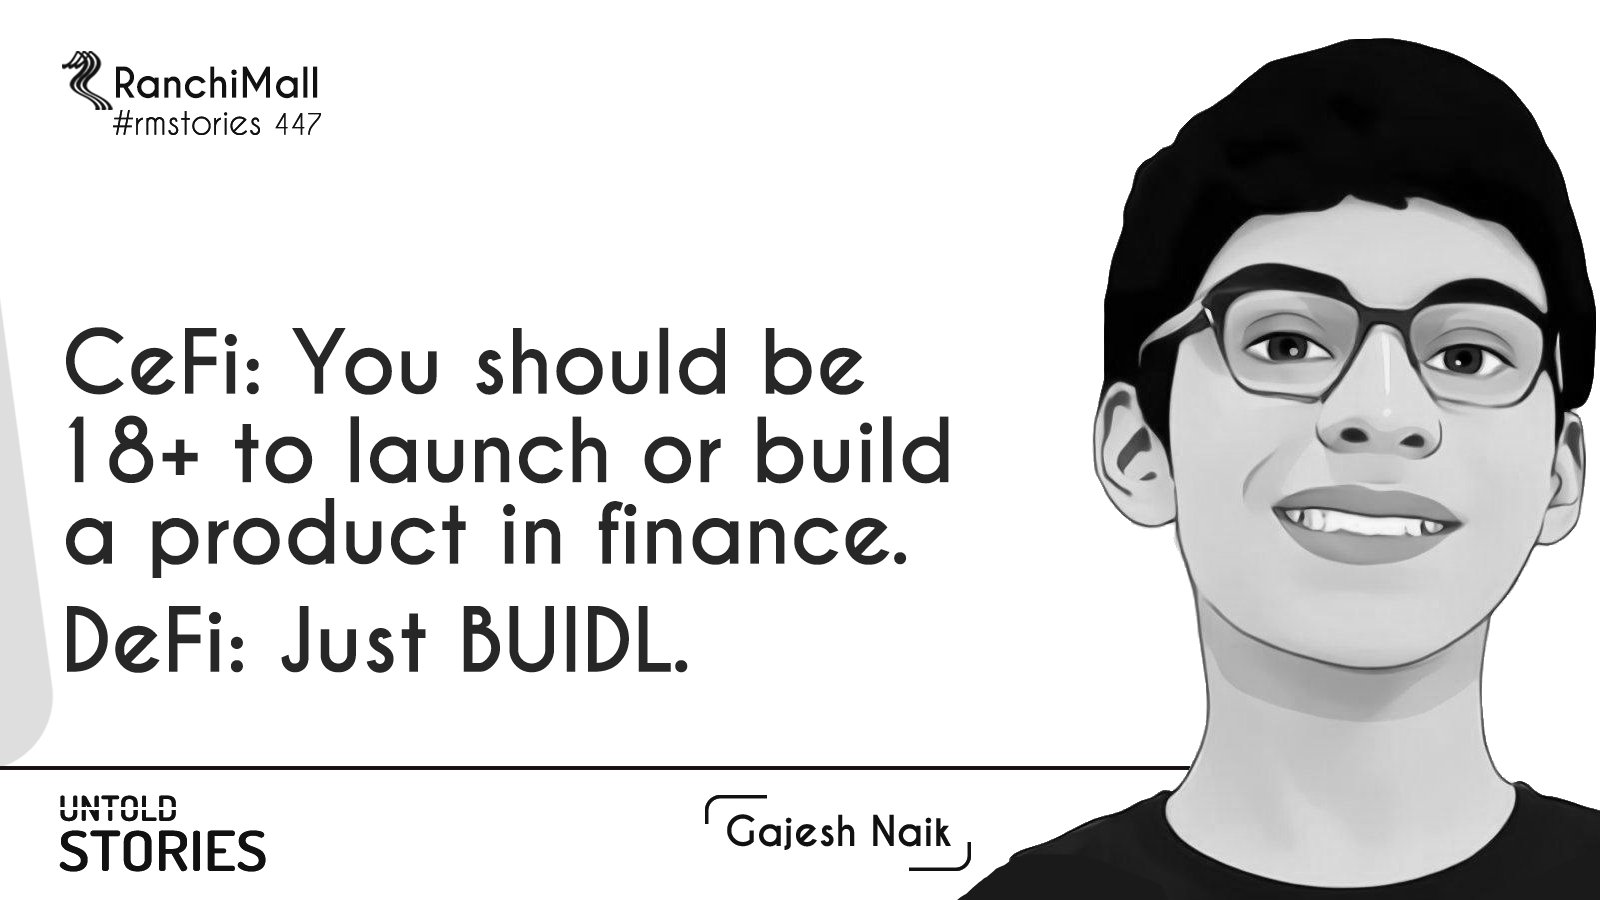 RanchiMall
#rmstories 447
CeFi: You should be
18+ to launch or build
a product in finance.
DeFi: Just BUIDL.
UNTOLD
STORIES
Gajesh Naik